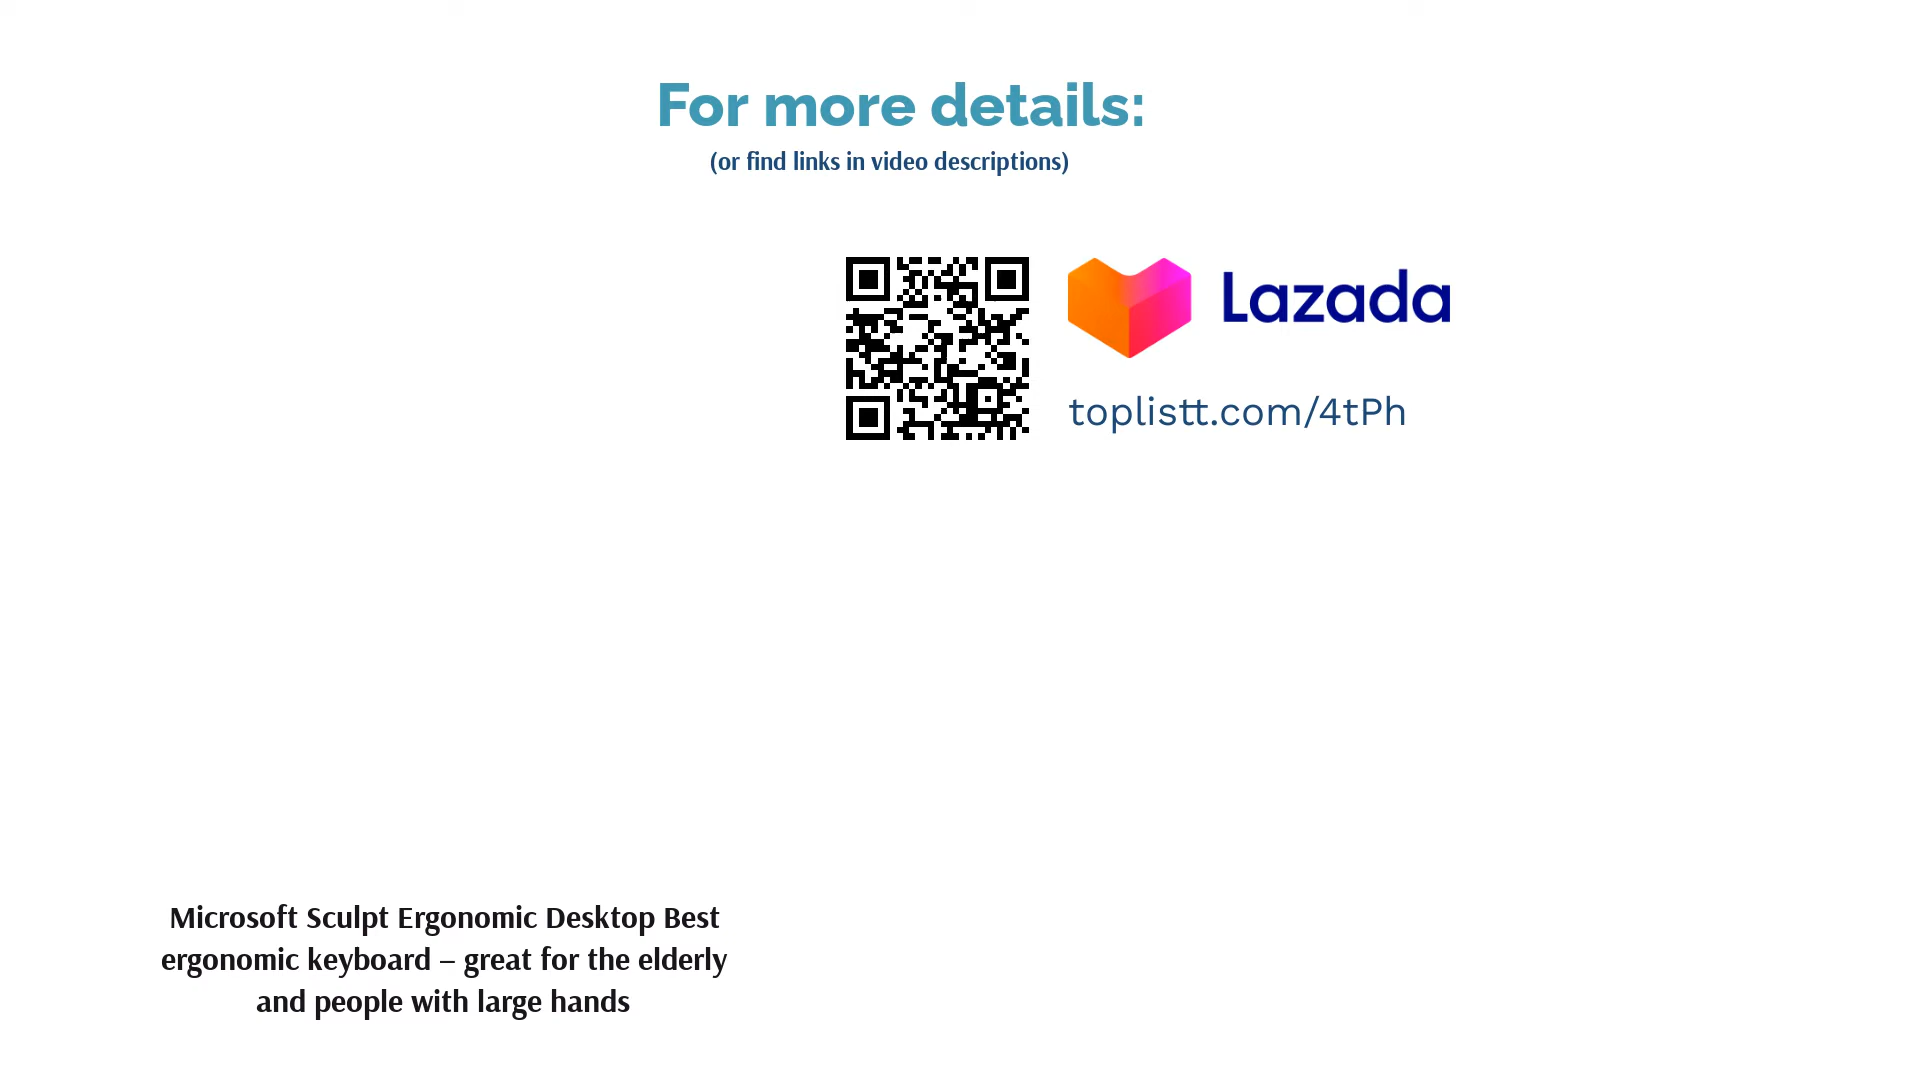 For more details:
(or find links in video descriptions)
Lazada
toplistt.com/4tPh
Microsoft Sculpt Ergonomic Desktop Best
ergonomic keyboard – great for the elderly
and people with large hands